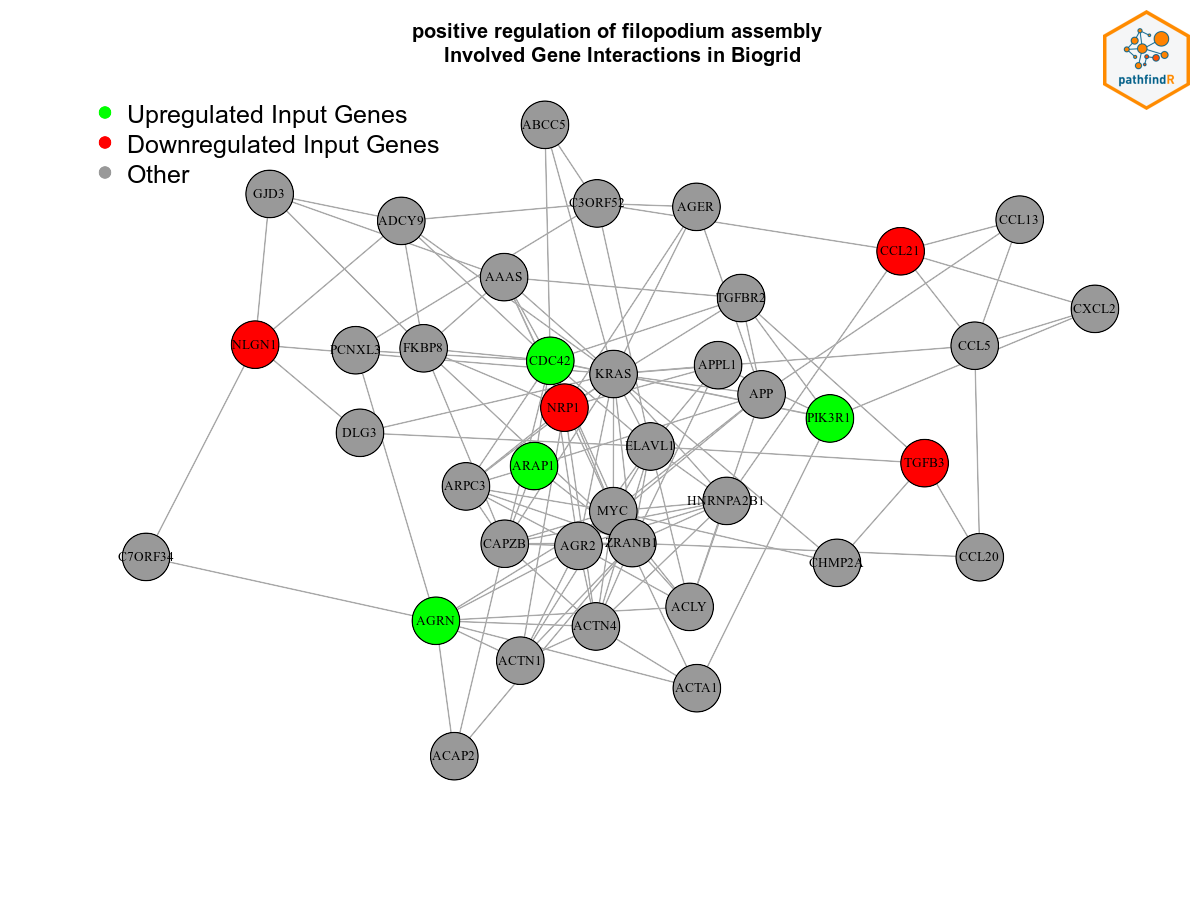 positive regulation of filopodium assembly
Involved Gene Interactions in Biogrid
pathfindR
Upregulated Input Genes
Downregulated Input Genes
Other
ABCC5
GJD3
ADCY9
C3ORF52
AGER
CCL13
CCL21
AAAS
TGFBR2
CXCL2
NLGN1
PCNXL3
FKBP8
CDC42
KRAS
APPL1
CCL5
APP
NRP1
PIK3R1
DLG3
ELAVL1
ARAP1
TGFB3
ARPC3
HNRNPA2B1
MYC
C7ORF34
CAPZB
AGR2
ZRANB1
CHMP2A
CCL20
AGRN
ACTN4
ACLY
ACTN1
ACTA1
ACAP2